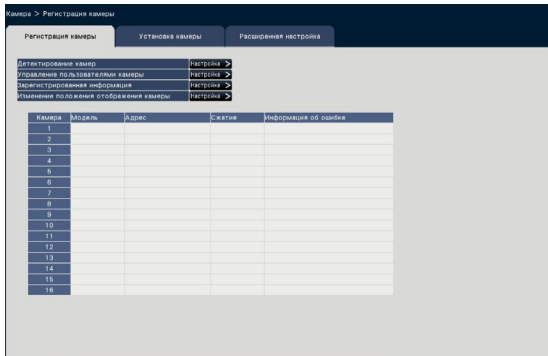 Камера > Регистрация камеры
Регистрация камеры Установка камеры Расширенная настройка
Детектирование камер Настройка >
Управление пользователями камеры Настройка >
Зарегистрированная информация Настройка >
Изменение положения отображения камеры Настройка >
Камера Модель Адрес Сжатие Информация об ошибке
1
2
3
4
5
6
7
8
9
10
11
12
13
14
15
16